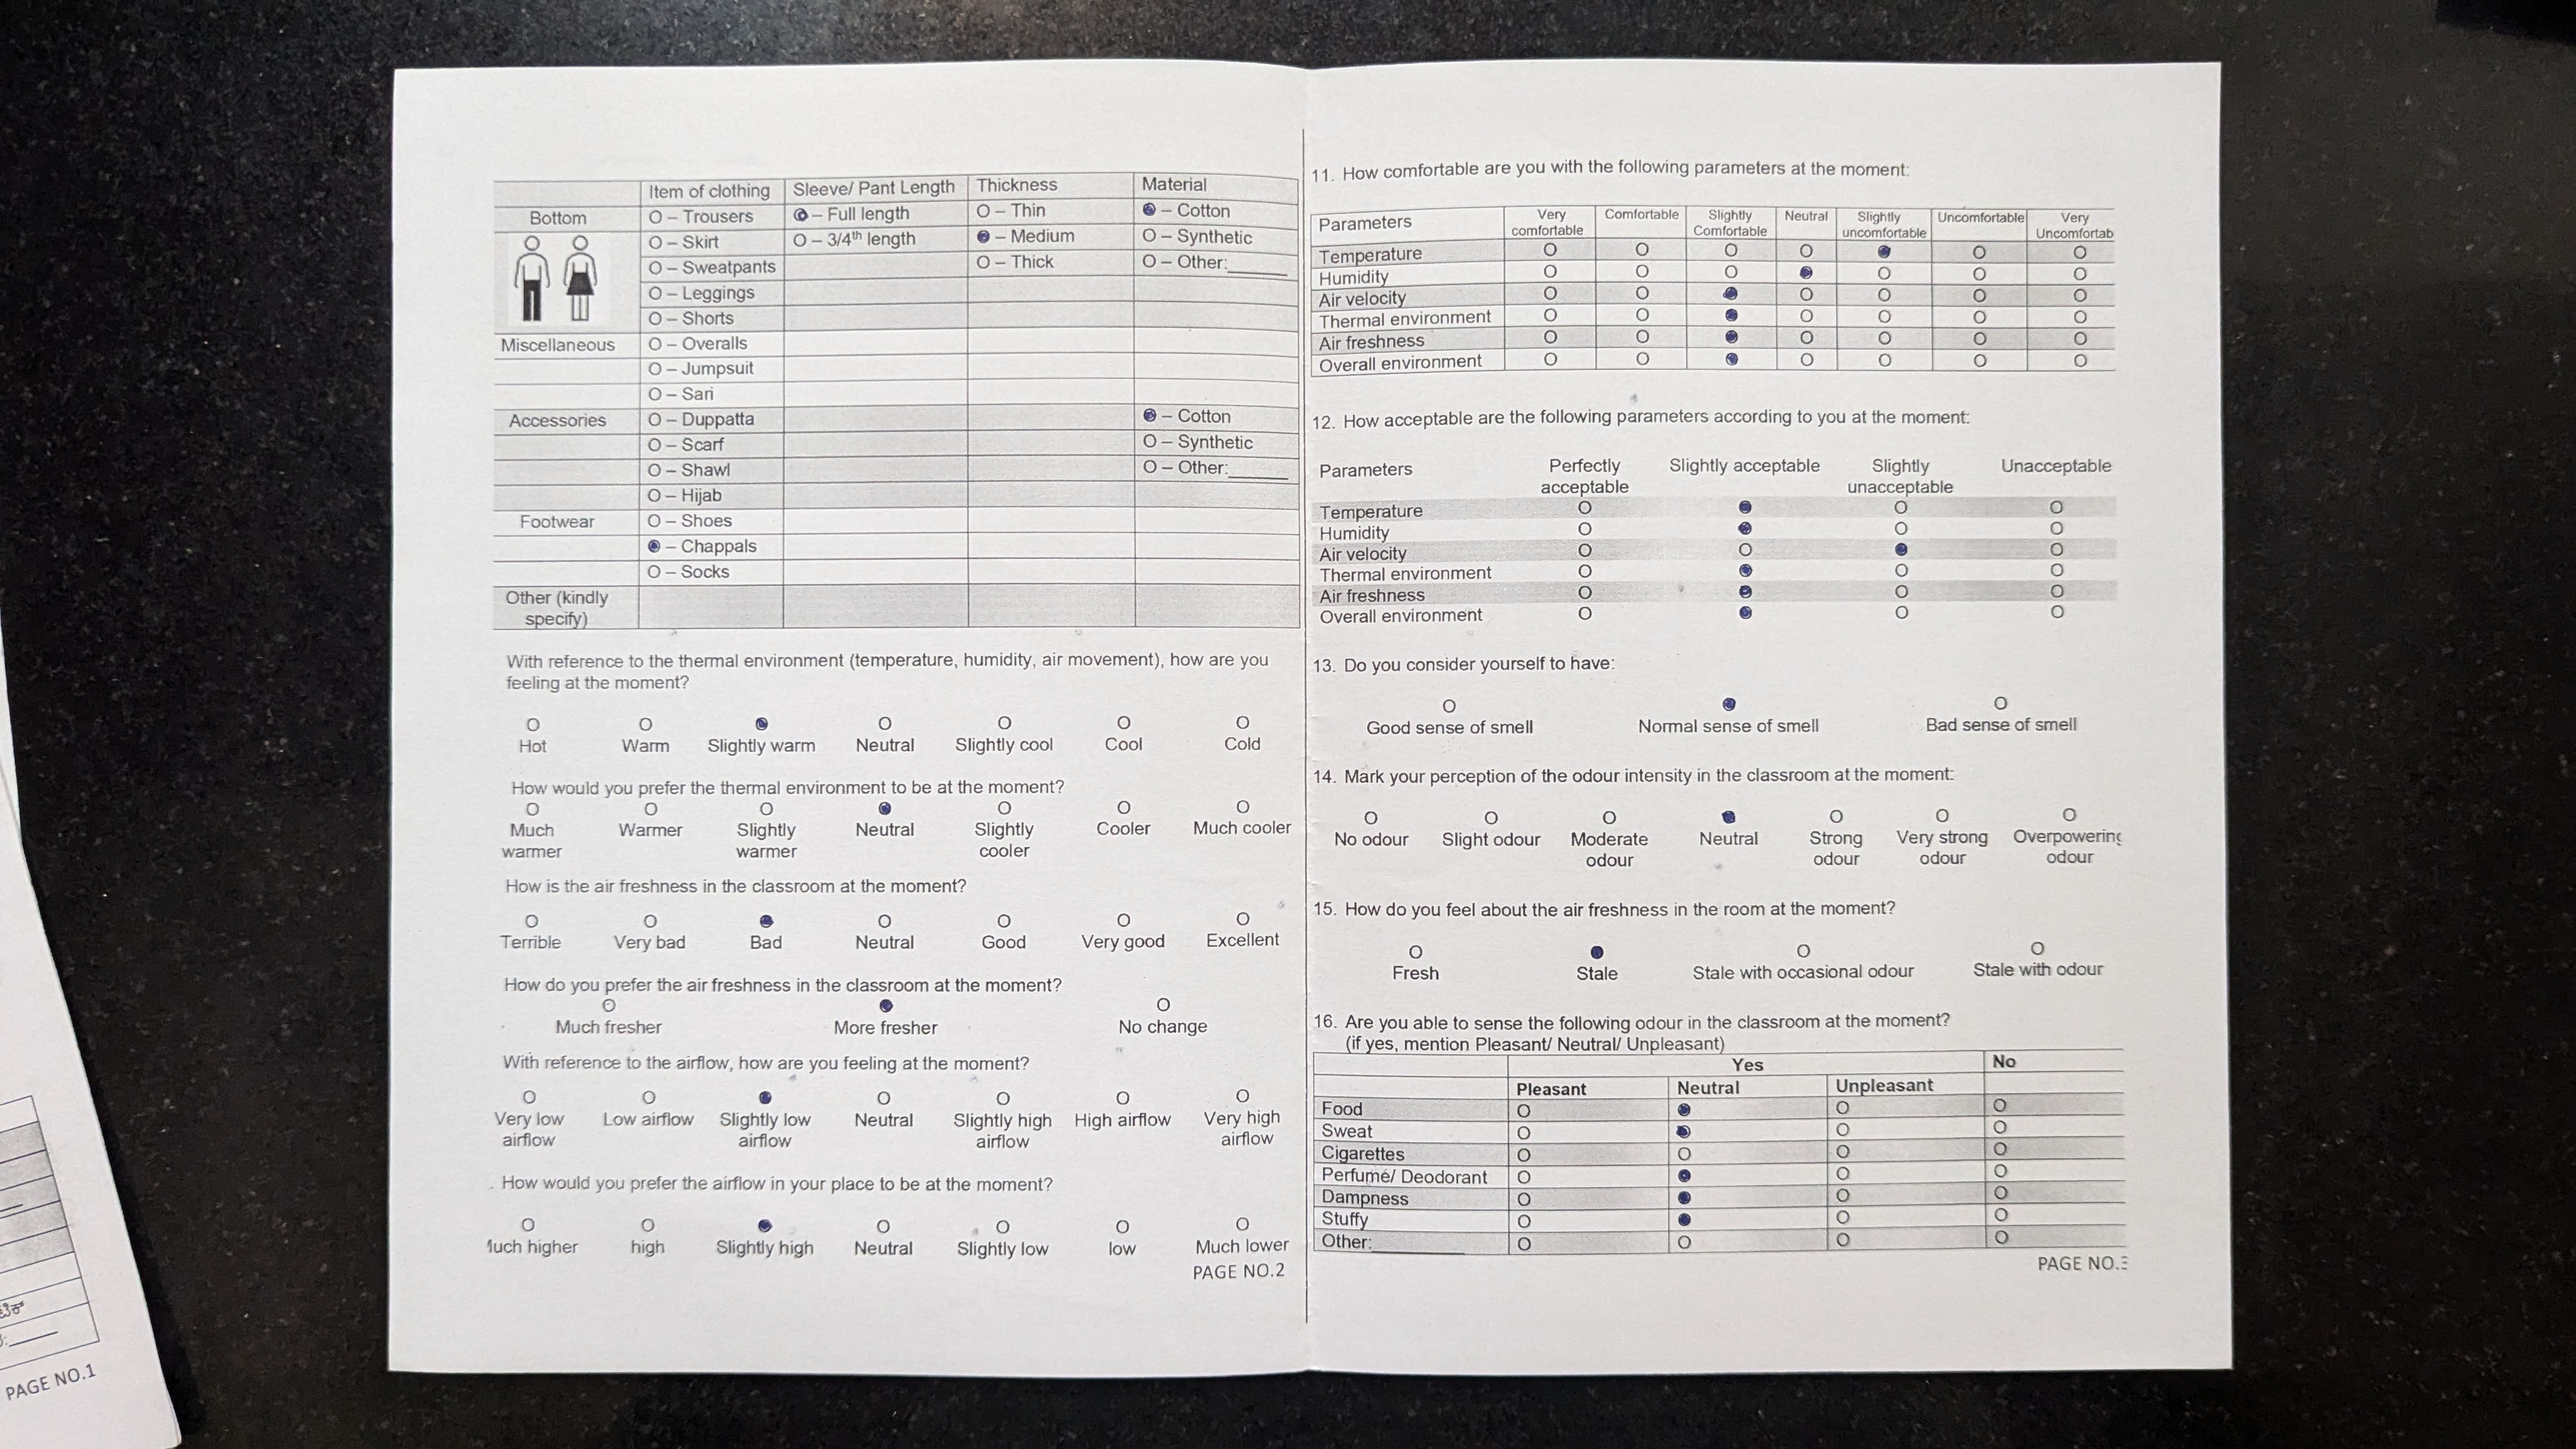 Item of clothing Sleeve/ Pant Length Thickness Material
Bottom O – Trousers – Full length O – Thin – Cotton
O – Skirt O – 3/4th length – Medium O – Synthetic
O – Sweatpants O – Thick O – Other:______
O – Leggings
O – Shorts
Miscellaneous O – Overalls
O – Jumpsuit
O – Sari
Accessories O – Duppatta – Cotton
O – Scarf O – Synthetic
O – Shawl O – Other:______
O – Hijab
Footwear O – Shoes
– Chappals
O – Socks
Other (kindly
specify)
With reference to the thermal environment (temperature, humidity, air movement), how are you
feeling at the moment?
Hot Warm Slightly warm Neutral Slightly cool Cool Cold
How would you prefer the thermal environment to be at the moment?
Much Warmer Slightly Neutral Slightly Cooler Much cooler
warmer warmer cooler
How is the air freshness in the classroom at the moment?
Terrible Very bad Bad Neutral Good Very good Excellent
How do you prefer the air freshness in the classroom at the moment?
Much fresher More fresher No change
With reference to the airflow, how are you feeling at the moment?
Very low Low airflow Slightly low Neutral Slightly high High airflow Very high
airflow airflow airflow airflow
. How would you prefer the airflow in your place to be at the moment?
luch higher high Slightly high Neutral Slightly low low Much lower
PAGE NO.2
11. How comfortable are you with the following parameters at the moment:
Parameters Very Comfortable Slightly Neutral Slightly Uncomfortable Very
comfortable Comfortable uncomfortable Uncomfortab
Temperature O O O O O O
Humidity O O O O O O
Air velocity O O O O O O
Thermal environment O O O O O O
Air freshness O O O O O O
Overall environment O O O O O O
12. How acceptable are the following parameters according to you at the moment:
Parameters Perfectly Slightly acceptable Slightly Unacceptable
acceptable unacceptable
Temperature O O O
Humidity O O O
Air velocity O O O
Thermal environment O O O
Air freshness O O O
Overall environment O O O
13. Do you consider yourself to have:
Good sense of smell Normal sense of smell Bad sense of smell
14. Mark your perception of the odour intensity in the classroom at the moment:
No odour Slight odour Moderate Neutral Strong Very strong Overpowering
odour odour odour odour
15. How do you feel about the air freshness in the room at the moment?
Fresh Stale Stale with occasional odour Stale with odour
16. Are you able to sense the following odour in the classroom at the moment?
(if yes, mention Pleasant/ Neutral/ Unpleasant)
Yes No
Pleasant Neutral Unpleasant
Food O O O
Sweat O O O
Cigarettes O O O O
Perfume/ Deodorant O O O
Dampness O O O
Stuffy O O O
Other:__________ O O O O
PAGE NO.
PAGE NO.1